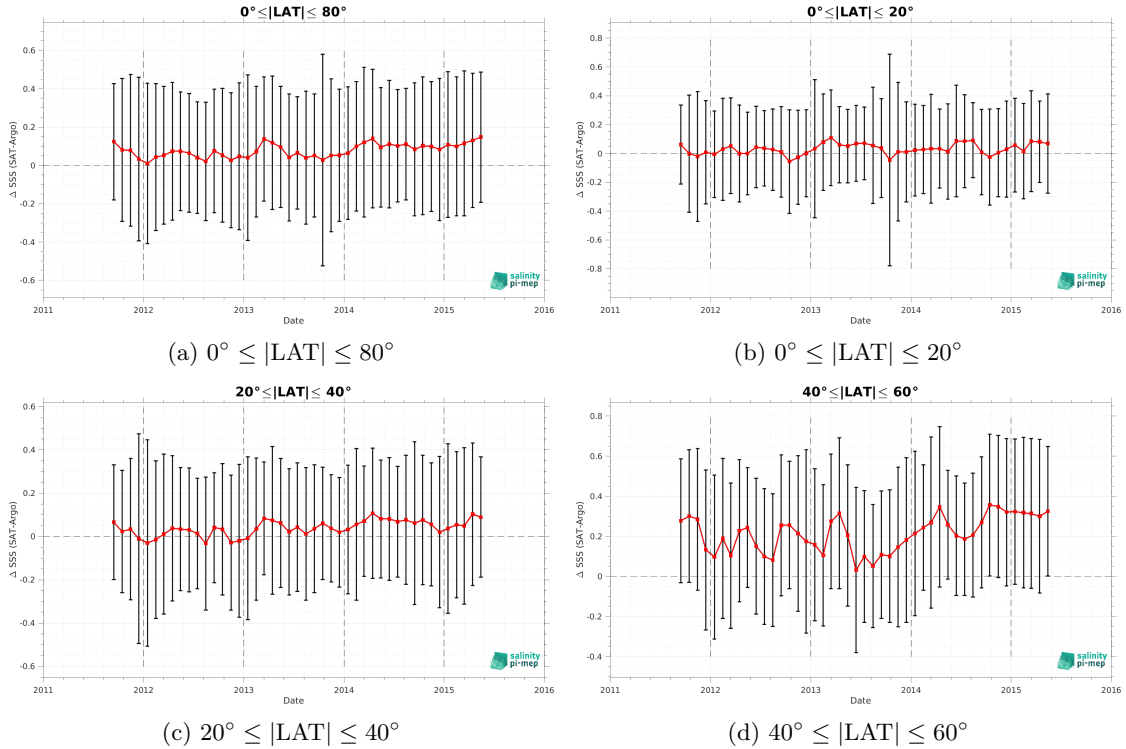 0°≤|LAT|≤ 80°
Δ SSS (SAT-Argo)
0.6
0.4
0.2
0
-0.2
-0.4
-0.6
2011 2012 2013 2014 2015 2016
Date
salinity
pi-mep
(a) 0° ≤ |LAT| ≤ 80°
0°≤|LAT|≤ 20°
Δ SSS (SAT-Argo)
0.8
0.6
0.4
0.2
0
-0.2
-0.4
-0.6
-0.8
2011 2012 2013 2014 2015 2016
Date
salinity
pi-mep
(b) 0° ≤ |LAT| ≤ 20°
20°≤|LAT|≤ 40°
Δ SSS (SAT-Argo)
0.6
0.4
0.2
0
-0.2
-0.4
-0.6
2011 2012 2013 2014 2015 2016
Date
salinity
pi-mep
(c) 20° ≤ |LAT| ≤ 40°
40°≤|LAT|≤ 60°
Δ SSS (SAT-Argo)
0.8
0.6
0.4
0.2
0
-0.2
-0.4
2011 2012 2013 2014 2015 2016
Date
salinity
pi-mep
(d) 40° ≤ |LAT| ≤ 60°